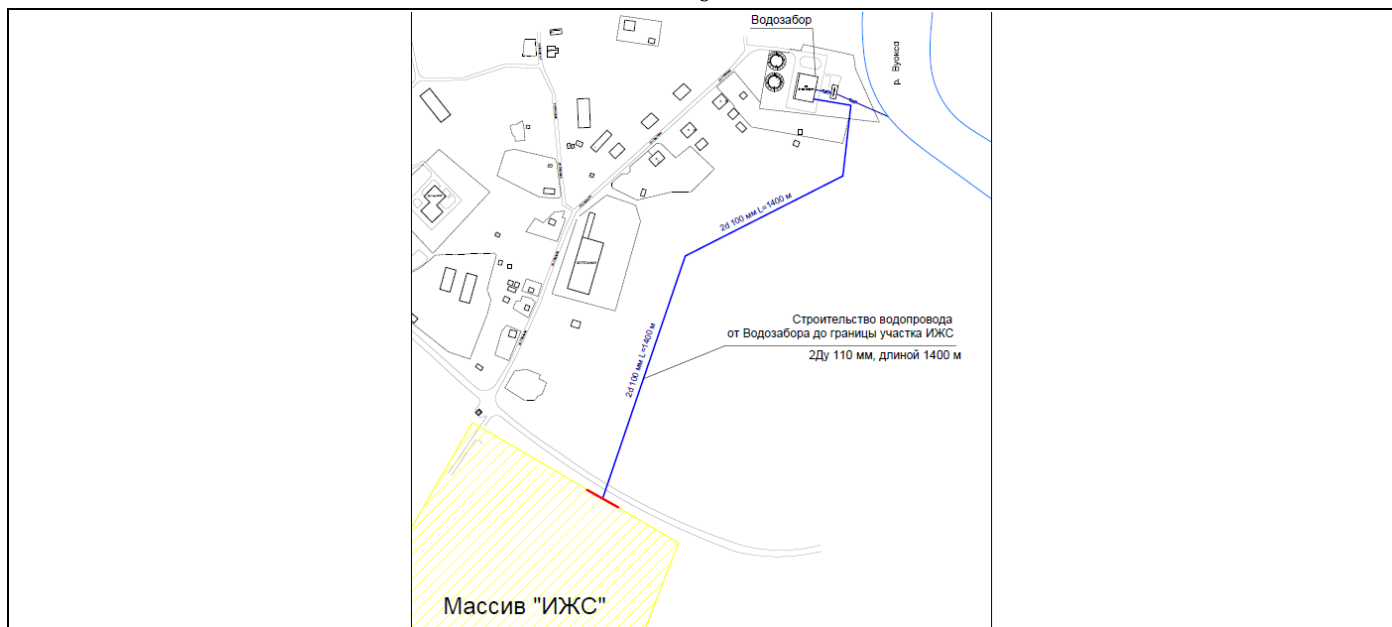 Водозабор
р. Вуокса
2d 100 мм L=1400 м
Строительство водопровода
от Водозабора до границы участка ИЖС
2Ду 110 мм, длиной 1400 м
2d 100 мм L=1400 м
Массив "ИЖС"